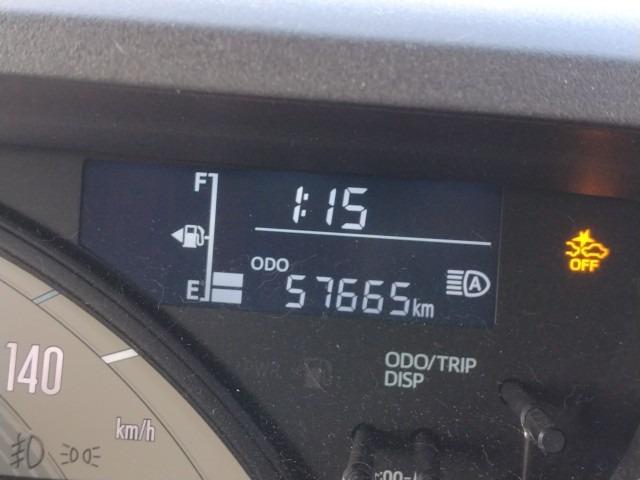 F
1:15
E
ODO
57665km
A
OFF
ODO/TRIP
DISP
140
km/h